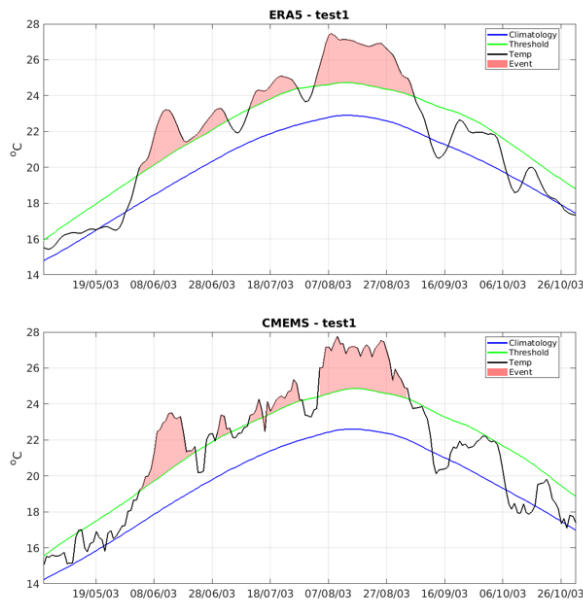 ERA5 - test1
28
26
24
22
20
18
16
14
°C
Climatology
Threshold
Temp
Event
19/05/03 08/06/03 28/06/03 18/07/03 07/08/03 27/08/03 16/09/03 06/10/03 26/10/03
CMEMS - test1
28
26
24
22
20
18
16
14
°C
Climatology
Threshold
Temp
Event
19/05/03 08/06/03 28/06/03 18/07/03 07/08/03 27/08/03 16/09/03 06/10/03 26/10/03